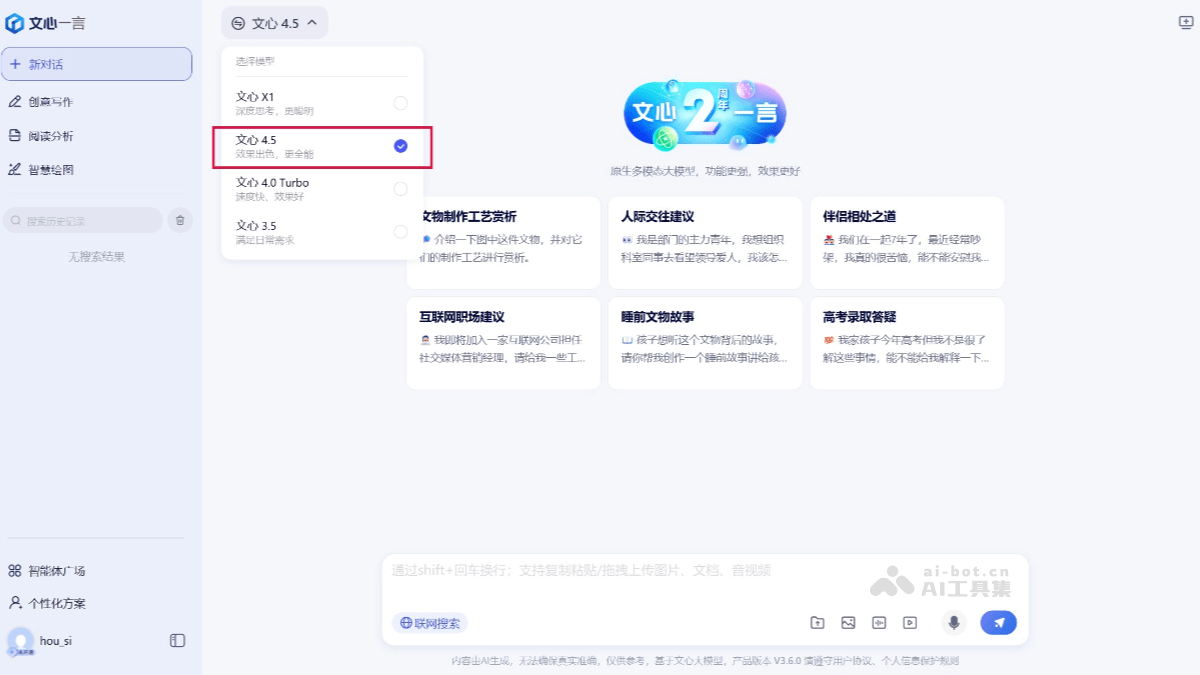 文心一言
新对话
创意写作
阅读分析
智慧绘图
搜索历史记录
无搜索结果
智能体广场
个性化方案
hou_si
文心 4.5
选择模型
文心 X1
深度思考，更聪明
文心 4.5
效果出色，更全能
文心 4.0 Turbo
速度快、效果好
文心 3.5
满足日常需求
文心2周年一言
原生多模态大模型，功能更强，效果更好
文物制作工艺赏析
介绍一下图中这件文物，并对它
们的制作工艺进行赏析。
人际交往建议
我是部门的主力青年，我想组织
科室同事去看望领导爱人，我该怎...
伴侣相处之道
我们在一起7年了，最近经常吵
架，我真的很苦恼，能不能安慰我...
互联网职场建议
我即将加入一家互联网公司担任
社交媒体营销经理，请给我一些工...
睡前文物故事
孩子想听这个文物背后的故事，
请你帮我创作一个睡前故事讲给孩...
高考录取答疑
我家孩子今年高考但我不是很了
解这些事情，能不能给我解释一下...
通过shift+回车换行；支持复制粘贴/拖拽上传图片、文档、音视频
ai-bot.cn
AI工具集
联网搜索
内容由AI生成，无法确保真实准确，仅供参考，基于文心大模型，产品版本 V3.6.0 请遵守用户协议、个人信息保护规则